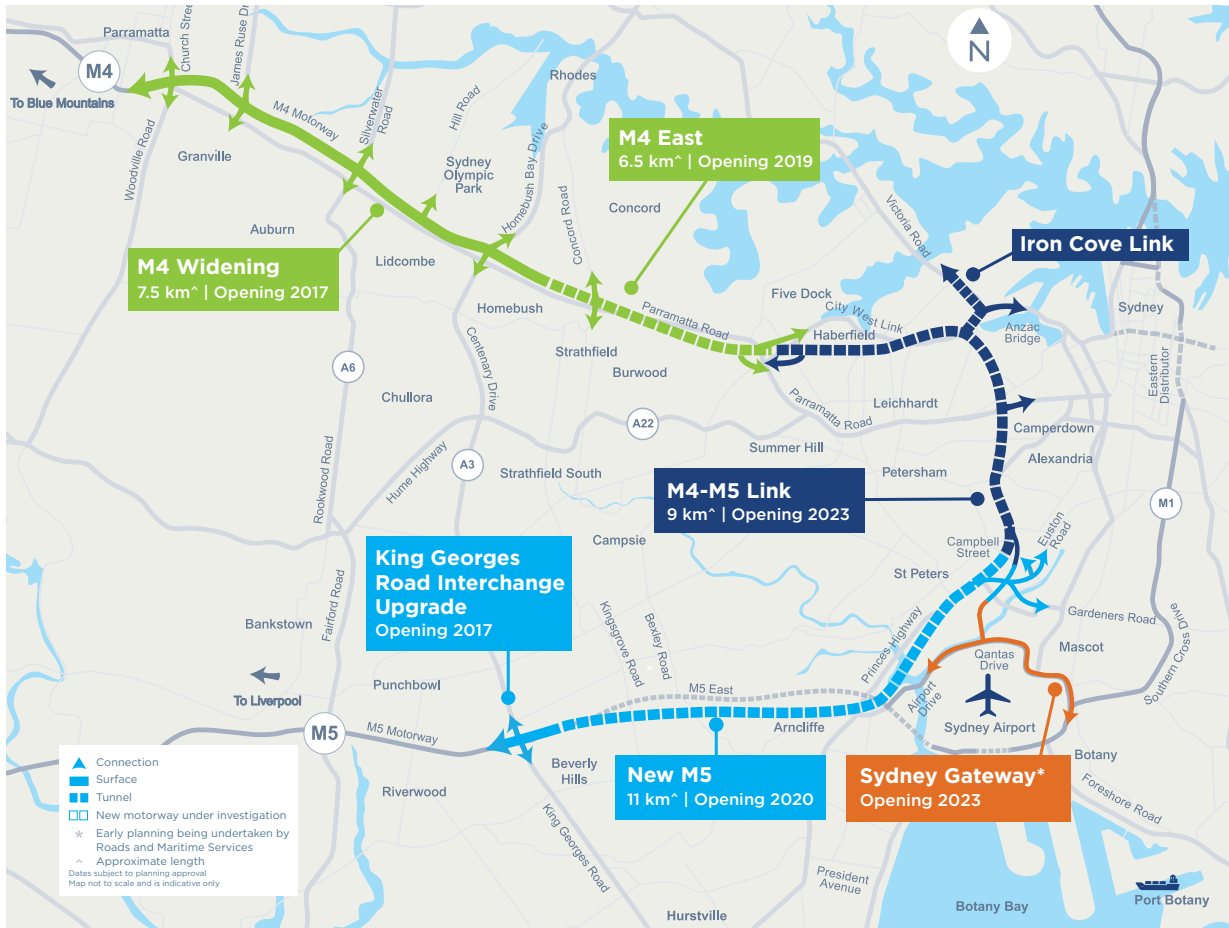 Parramatta
Church Street
James Ruse Drive
M4
To Blue Mountains
N
Rhodes
M4 Motorway
Silverwater
Road
Hill Road
Homebush Bay Drive
Woodville Road
Granville
Sydney
Olympic
Park
M4 East
6.5 km^ | Opening 2019
Concord Road
Concord
Victoria Road
Auburn
Lidcombe
M4 Widening
7.5 km^ | Opening 2017
Iron Cove Link
Homebush
Parramatta Road
Five Dock
City West Link
Haberfield
Sydney
Anzac
Bridge
Eastern
Distributor
Strathfield
Burwood
Centenary Drive
A6
Chullora
Leichhardt
Parramatta Road
A22
Camperdown
Summer Hill
Alexandria
Hume Highway
A3
Strathfield South
Petersham
Rookwood Road
M4-M5 Link
9 km^ | Opening 2023
M1
Euston
Road
Campbell
Street
King Georges
Road Interchange
Upgrade
Opening 2017
Campsie
St Peters
Fairford Road
Gardeners Road
Bankstown
Kingsgrove Road
Bexley Road
^
Princes Highway
Mascot
Southern Cross Drive
Qantas
Drive
To Liverpool
Punchbowl
M5 East
Airport
Drive
M5
M5 Motorway
Arncliffe
Sydney Airport
Botany
Beverly
Hills
New M5
11 km^ | Opening 2020
Sydney Gateway*
Opening 2023
Riverwood
Foreshore Road
King Georges Road
Connection
Surface
Tunnel
New motorway under investigation
* Early planning being undertaken by
Roads and Maritime Services
^ Approximate length
Dates subject to planning approval
Map not to scale and is indicative only
President
Avenue
Botany Bay
Port Botany
Hurstville